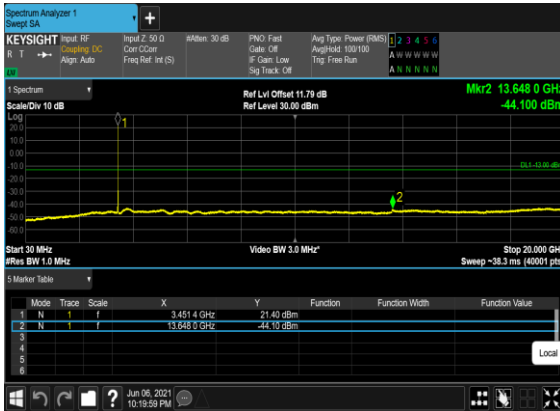 Spectrum Analyzer 1
Swept SA
KEYSIGHT Input: RF Input Z: 50 Ω #Atten: 30 dB PNO: Fast Avg Type: Power (RMS) 1 2 3 4 5 6
R T Coupling: DC Corr CCorr Gate: Off Avg|Hold: 100/100 A W W W W W
Align: Auto Freq Ref: Int (S) IF Gain: Low Trig: Free Run
Sig Track: Off A N N N N N
1 Spectrum Ref Lvl Offset 11.79 dB Mkr2 13.648 0 GHz
Scale/Div 10 dB Ref Level 30.00 dBm -44.100 dBm
Log
20.0
10.0
0.00
-10.0
-20.0
-30.0
-40.0
-50.0
-60.0
1
2
DL1 -13.00 dBm
Start 30 MHz Video BW 3.0 MHz* Stop 20.000 GH
#Res BW 1.0 MHz Sweep ~38.3 ms (40001 pts
5 Marker Table
Mode Trace Scale X Y Function Function Width Function Value
1 N 1 f 3.451 4 GHz 21.40 dBm
2 N 1 f 13.648 0 GHz -44.10 dBm
3
4
5
6
Local
Jun 06, 2021
10:19:59 PM